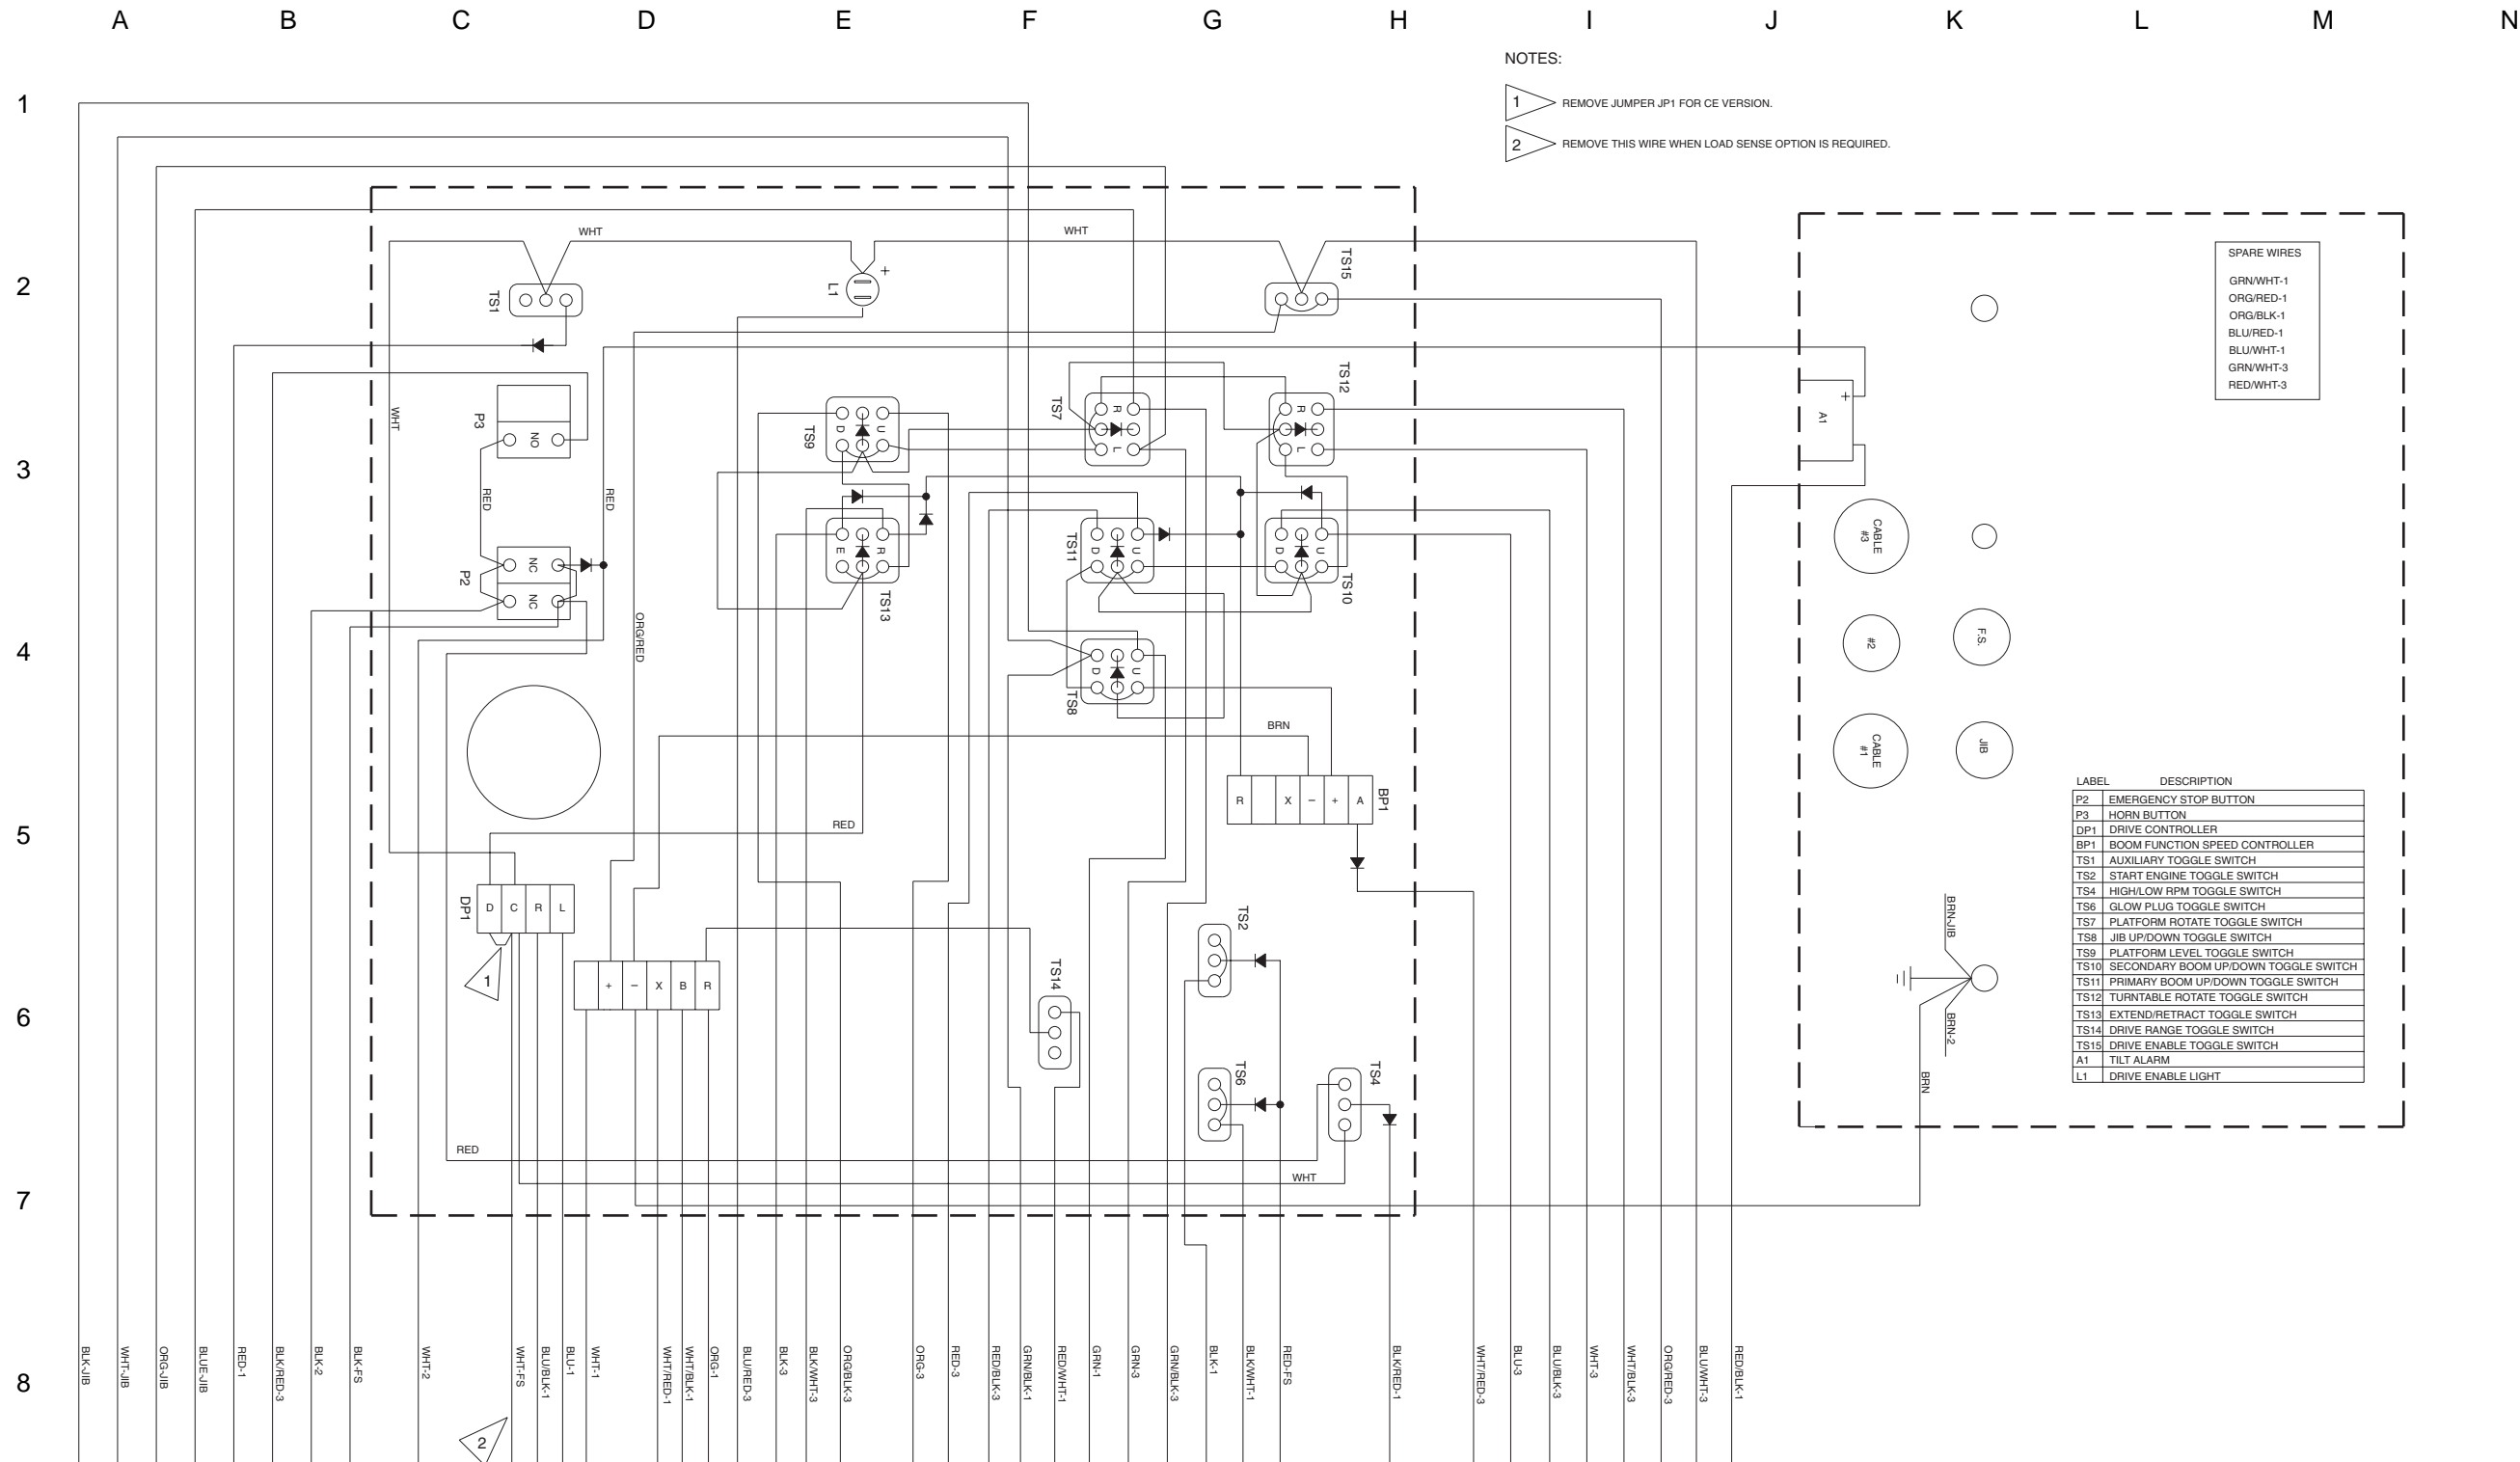 A B C D E F G H I J K L M N
NOTES:
1
1 REMOVE JUMPER JP1 FOR CE VERSION.
2 REMOVE THIS WIRE WHEN LOAD SENSE OPTION IS REQUIRED.
WHT
WHT
2
TS1
L1
+
TS15
SPARE WIRES
GRN/WHT-1
ORG/RED-1
ORG/BLK-1
BLU/RED-1
BLU/WHT-1
GRN/WHT-3
RED/WHT-3
WHT
P3
NO
TS9
D U
TS7
R
L
TS12
R
L
+
A1
3
RED
RED
P2
NC
NC
E R
TS13
TS11
D U
D U
TS10
CABLE #3
4
ORG/RED
D U
TS8
#2
F.S.
BRN
CABLE #1
JIB
R X − + A
BP1
5
RED
LABEL DESCRIPTION
P2 EMERGENCY STOP BUTTON
P3 HORN BUTTON
DP1 DRIVE CONTROLLER
BP1 BOOM FUNCTION SPEED CONTROLLER
TS1 AUXILIARY TOGGLE SWITCH
TS2 START ENGINE TOGGLE SWITCH
TS4 HIGH/LOW RPM TOGGLE SWITCH
TS6 GLOW PLUG TOGGLE SWITCH
TS7 PLATFORM ROTATE TOGGLE SWITCH
TS8 JIB UP/DOWN TOGGLE SWITCH
TS9 PLATFORM LEVEL TOGGLE SWITCH
TS10 SECONDARY BOOM UP/DOWN TOGGLE SWITCH
TS11 PRIMARY BOOM UP/DOWN TOGGLE SWITCH
TS12 TURNTABLE ROTATE TOGGLE SWITCH
TS13 EXTEND/RETRACT TOGGLE SWITCH
TS14 DRIVE RANGE TOGGLE SWITCH
TS15 DRIVE ENABLE TOGGLE SWITCH
A1 TILT ALARM
L1 DRIVE ENABLE LIGHT
DP1
D C R L
1
+ − X B R
TS14
TS2
BRN-JIB
BRN-2
BRN
6
TS6
TS4
RED
WHT
7
8
BLK-JIB
WHT-JIB
ORG-JIB
BLUE-JIB
RED-1
BLK/RED-3
BLK-2
BLK-FS
WHT-2
WHT-FS
BLU/BLK-1
BLU-1
WHT-1
WHT/RED-1
WHT/BLK-1
ORG-1
BLU/RED-3
BLK-3
BLK/WHT-3
ORG/BLK-3
ORG-3
RED-3
RED/BLK-3
GRN/BLK-1
RED/WHT-1
GRN-1
GRN-3
GRN/BLK-3
BLK-1
BLK/WHT-1
RED-FS
BLK/RED-1
WHT/RED-3
BLU-3
BLU/BLK-3
WHT-3
WHT/BLK-3
ORG/RED-3
BLU/WHT-3
RED/BLK-1
2